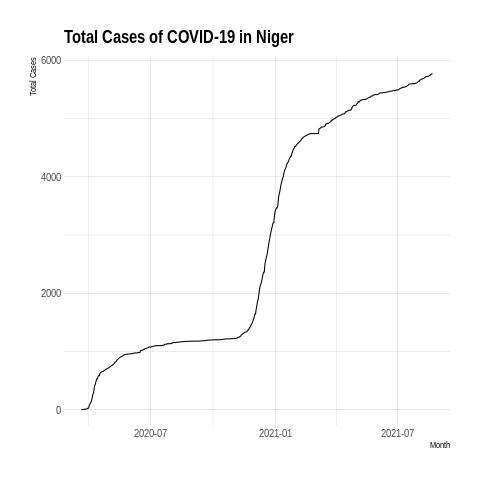 Total Cases of COVID-19 in Niger
Total Cases
6000
4000
2000
0
2020-07
2021-01
2021-07
Month